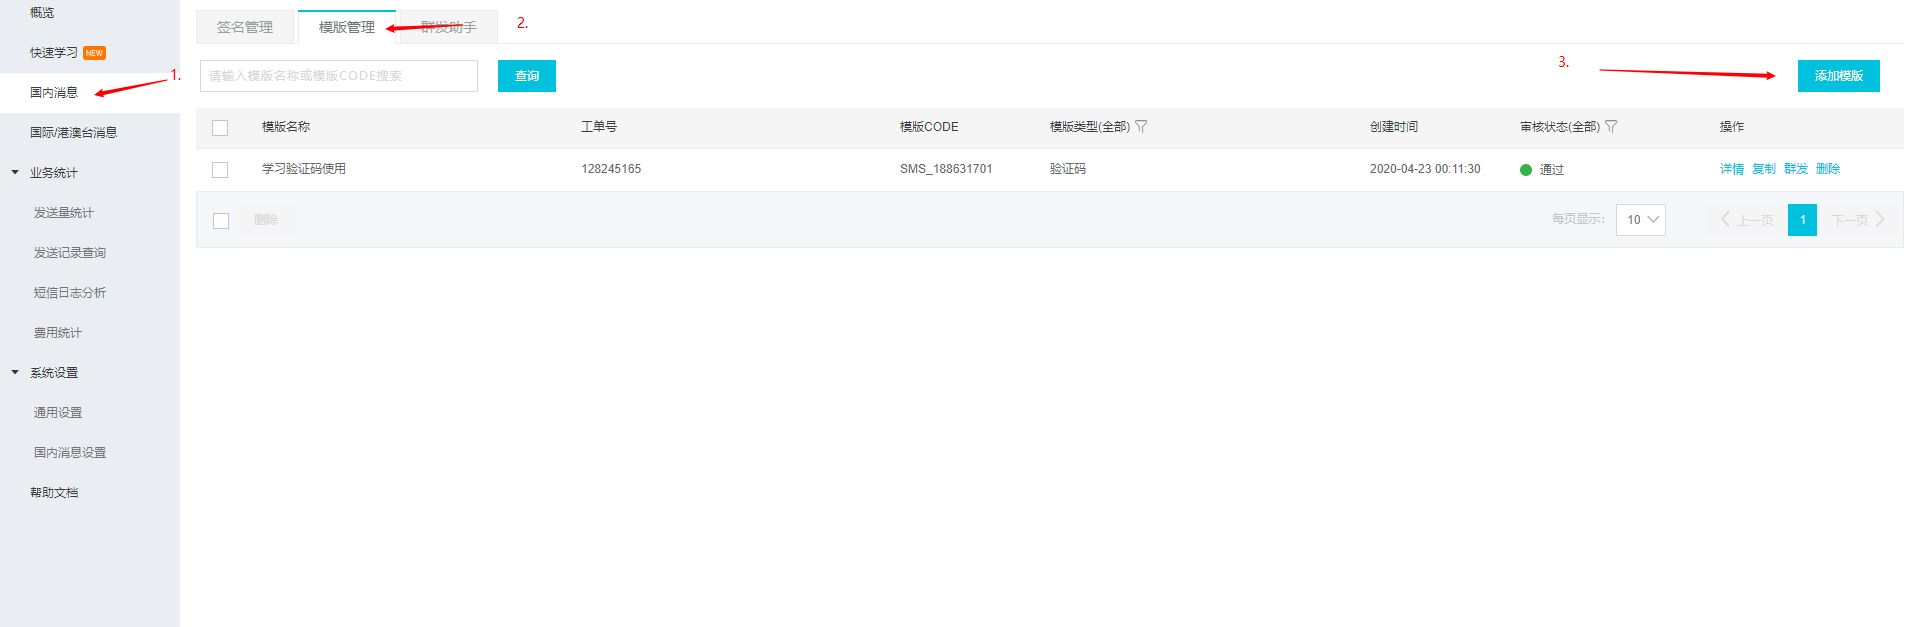 概览
快速学习 NEW
国内消息
国际/港澳台消息
业务统计
发送量统计
发送记录查询
短信日志分析
费用统计
系统设置
通用设置
国内消息设置
帮助文档
1.
签名管理 模版管理 群发助手 2.
请输入模版名称或模版CODE搜索 查询 3. 添加模版
模版名称 工单号 模版CODE 模版类型(全部) 创建时间 审核状态(全部) 操作
学习验证码使用 128245165 SMS_188631701 验证码 2020-04-23 00:11:30 通过 详情 复制 群发 删除
删除 每页显示: 10 上一页 1 下一页